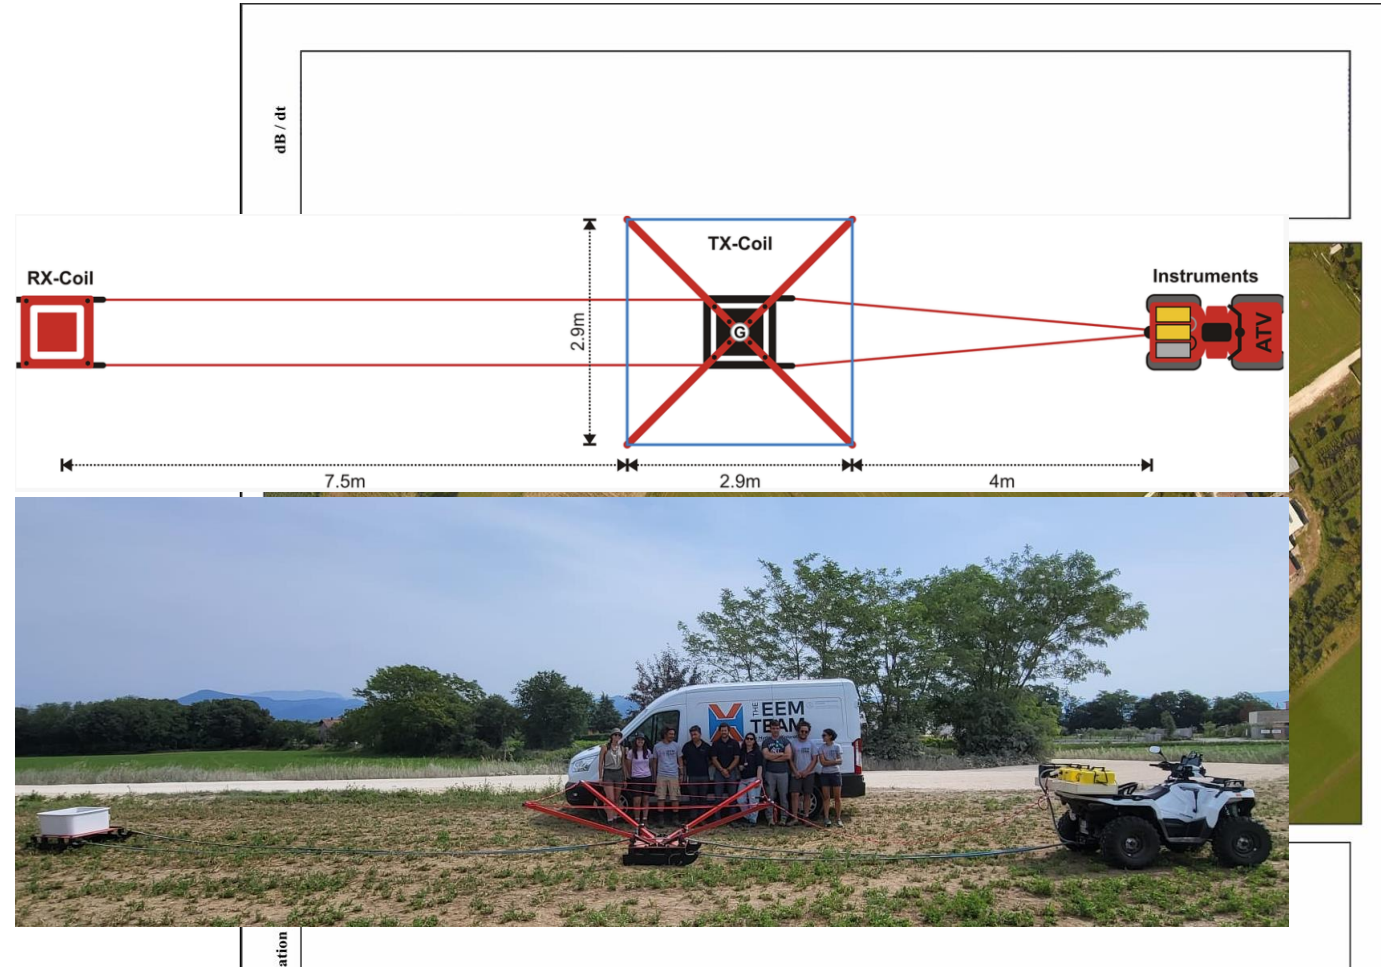 dB / dt
TX-Coil
RX-Coil
Instruments
2.9m
G
ATV
7.5m
2.9m
4m
THE
EEM
TEAM
ation